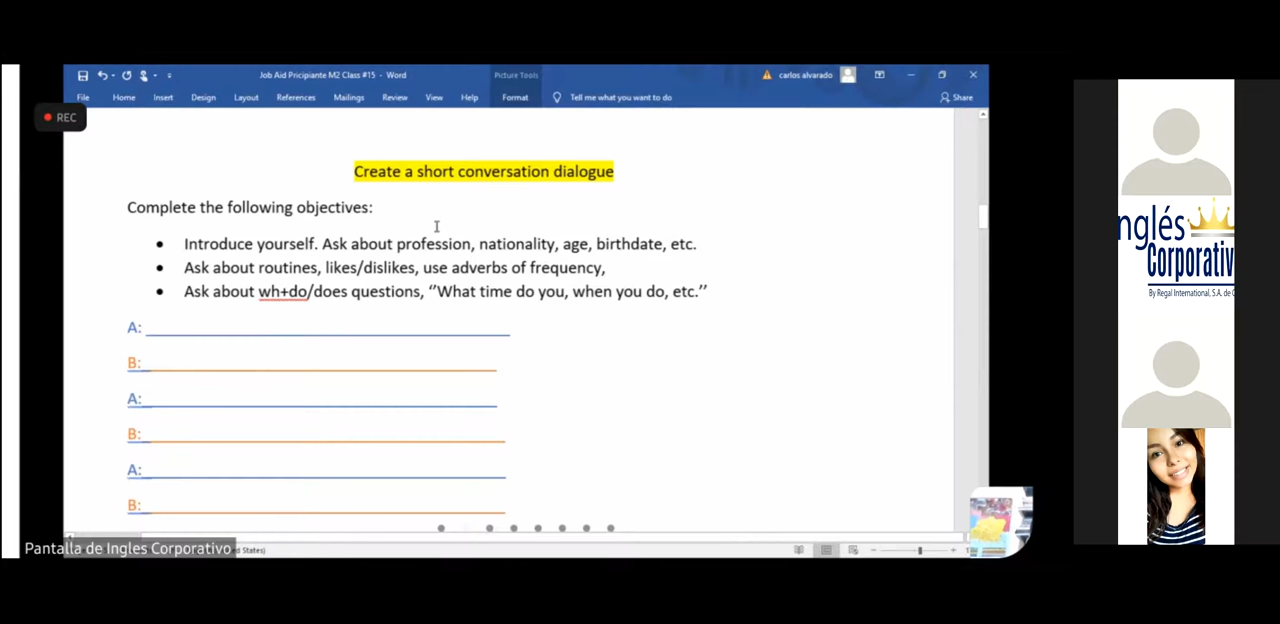 Job Aid Pricipiante M2 Class #15 - Word
Picture Tools
carlos alvarado
File Home Insert Design Layout References Mailings Review View Help Format Tell me what you want to do Share
REC
Create a short conversation dialogue
Complete the following objectives:
• Introduce yourself. Ask about profession, nationality, age, birthdate, etc.
• Ask about routines, likes/dislikes, use adverbs of frequency,
• Ask about wh+do/does questions, “What time do you, when you do, etc.”
A:
B:
A:
B:
A:
B:
Pantalla de Ingles Corporativo
d States)
nglés
Corporativ
By Regal International, S.A. de C